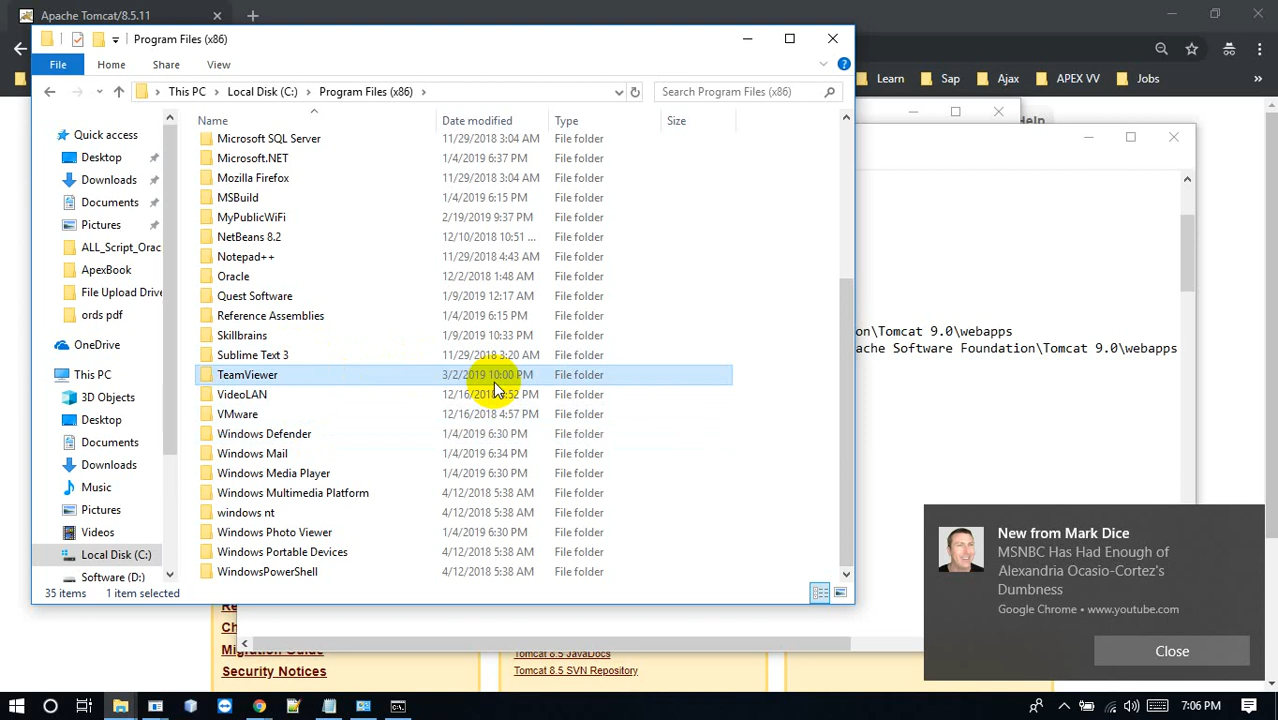 Apache Tomcat/8.5.11
Program Files (x86)
File Home Share View
Learn Sap Ajax APEX VV Jobs »
This PC Local Disk (C:) Program Files (x86)
Search Program Files (x86)
Help
Name Date modified Type Size
Quick access
Desktop
Downloads
Documents
Pictures
ALL_Script_Orac
ApexBook
File Upload Drive
ords pdf
OneDrive
This PC
3D Objects
Desktop
Documents
Downloads
Music
Pictures
Videos
Local Disk (C:)
Software (D:)
Microsoft SQL Server 11/29/2018 3:04 AM File folder
Microsoft.NET 1/4/2019 6:37 PM File folder
Mozilla Firefox 11/29/2018 3:04 AM File folder
MSBuild 1/4/2019 6:15 PM File folder
MyPublicWiFi 2/19/2019 9:37 PM File folder
NetBeans 8.2 12/10/2018 10:51 ... File folder
Notepad++ 11/29/2018 4:43 AM File folder
Oracle 12/2/2018 1:48 AM File folder
Quest Software 1/9/2019 12:17 AM File folder
Reference Assemblies 1/4/2019 6:15 PM File folder
Skillbrains 1/9/2019 10:33 PM File folder
Sublime Text 3 11/29/2018 3:20 AM File folder
TeamViewer 3/2/2019 10:00 PM File folder
VideoLAN 12/16/2018 :52 PM File folder
VMware 12/16/2018 4:57 PM File folder
Windows Defender 1/4/2019 6:30 PM File folder
Windows Mail 1/4/2019 6:34 PM File folder
Windows Media Player 1/4/2019 6:30 PM File folder
Windows Multimedia Platform 4/12/2018 5:38 AM File folder
windows nt 4/12/2018 5:38 AM File folder
Windows Photo Viewer 1/4/2019 6:30 PM File folder
Windows Portable Devices 4/12/2018 5:38 AM File folder
WindowsPowerShell 4/12/2018 5:38 AM File folder
35 items 1 item selected
on\Tomcat 9.0\webapps
ache Software Foundation\Tomcat 9.0\webapps
New from Mark Dice
MSNBC Has Had Enough of
Alexandria Ocasio-Cortez's
Dumbness
Google Chrome • www.youtube.com
Close
Migration Guide
Security Notices
Tomcat 8.5 JavaDocs
Tomcat 8.5 SVN Repository
7:06 PM